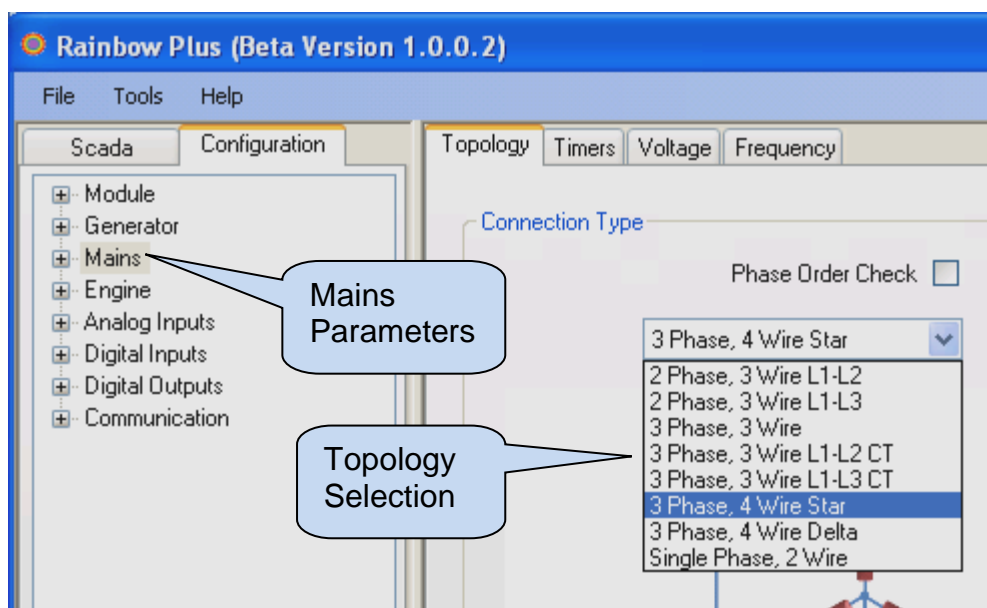 Rainbow Plus (Beta Version 1.0.0.2)
File Tools Help
Scada Configuration
Topology Timers Voltage Frequency
Module
Generator
Mains
Engine
Analog Inputs
Digital Inputs
Digital Outputs
Communication
Mains
Parameters
Topology
Selection
Connection Type
Phase Order Check
3 Phase, 4 Wire Star
2 Phase, 3 Wire L1-L2
2 Phase, 3 Wire L1-L3
3 Phase, 3 Wire
3 Phase, 3 Wire L1-L2 CT
3 Phase, 3 Wire L1-L3 CT
3 Phase, 4 Wire Star
3 Phase, 4 Wire Delta
Single Phase, 2 Wire